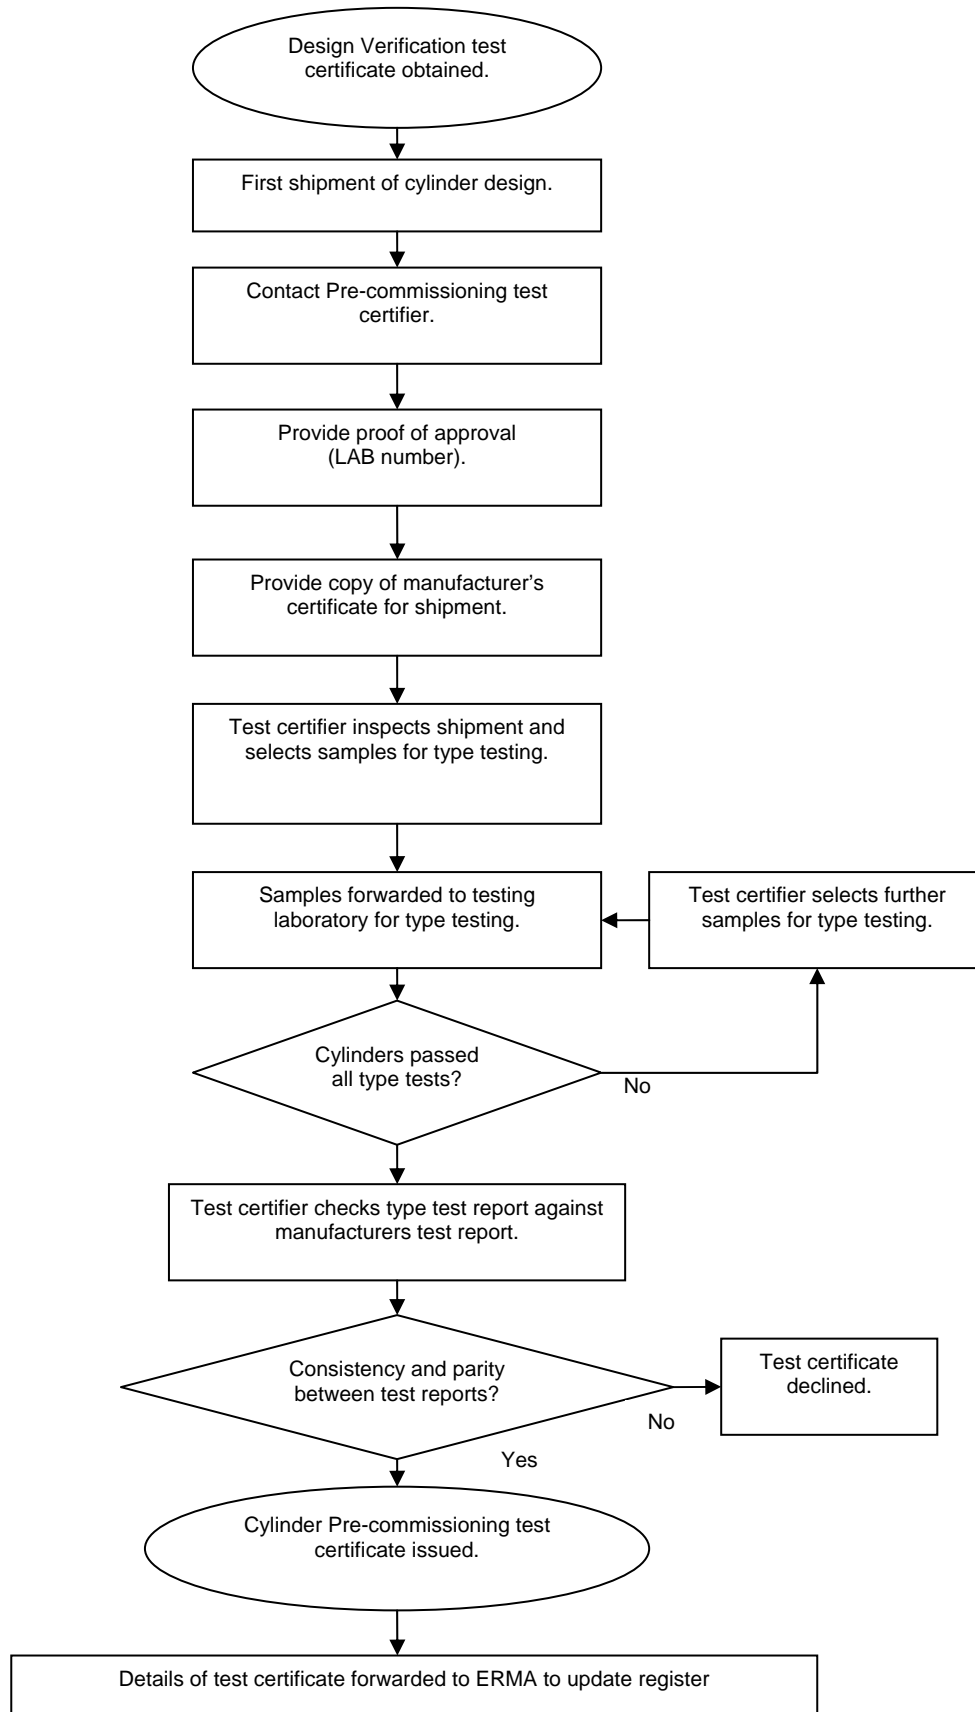 Design Verification test
certificate obtained.
First shipment of cylinder design.
Contact Pre-commissioning test
certifier.
Provide proof of approval
(LAB number).
Provide copy of manufacturer’s
certificate for shipment.
Test certifier inspects shipment and
selects samples for type testing.
Samples forwarded to testing
laboratory for type testing.
Test certifier selects further
samples for type testing.
Cylinders passed
all type tests?
No
Test certifier checks type test report against
manufacturers test report.
Consistency and parity
between test reports?
Test certificate
declined.
No
Yes
Cylinder Pre-commissioning test
certificate issued.
Details of test certificate forwarded to ERMA to update register